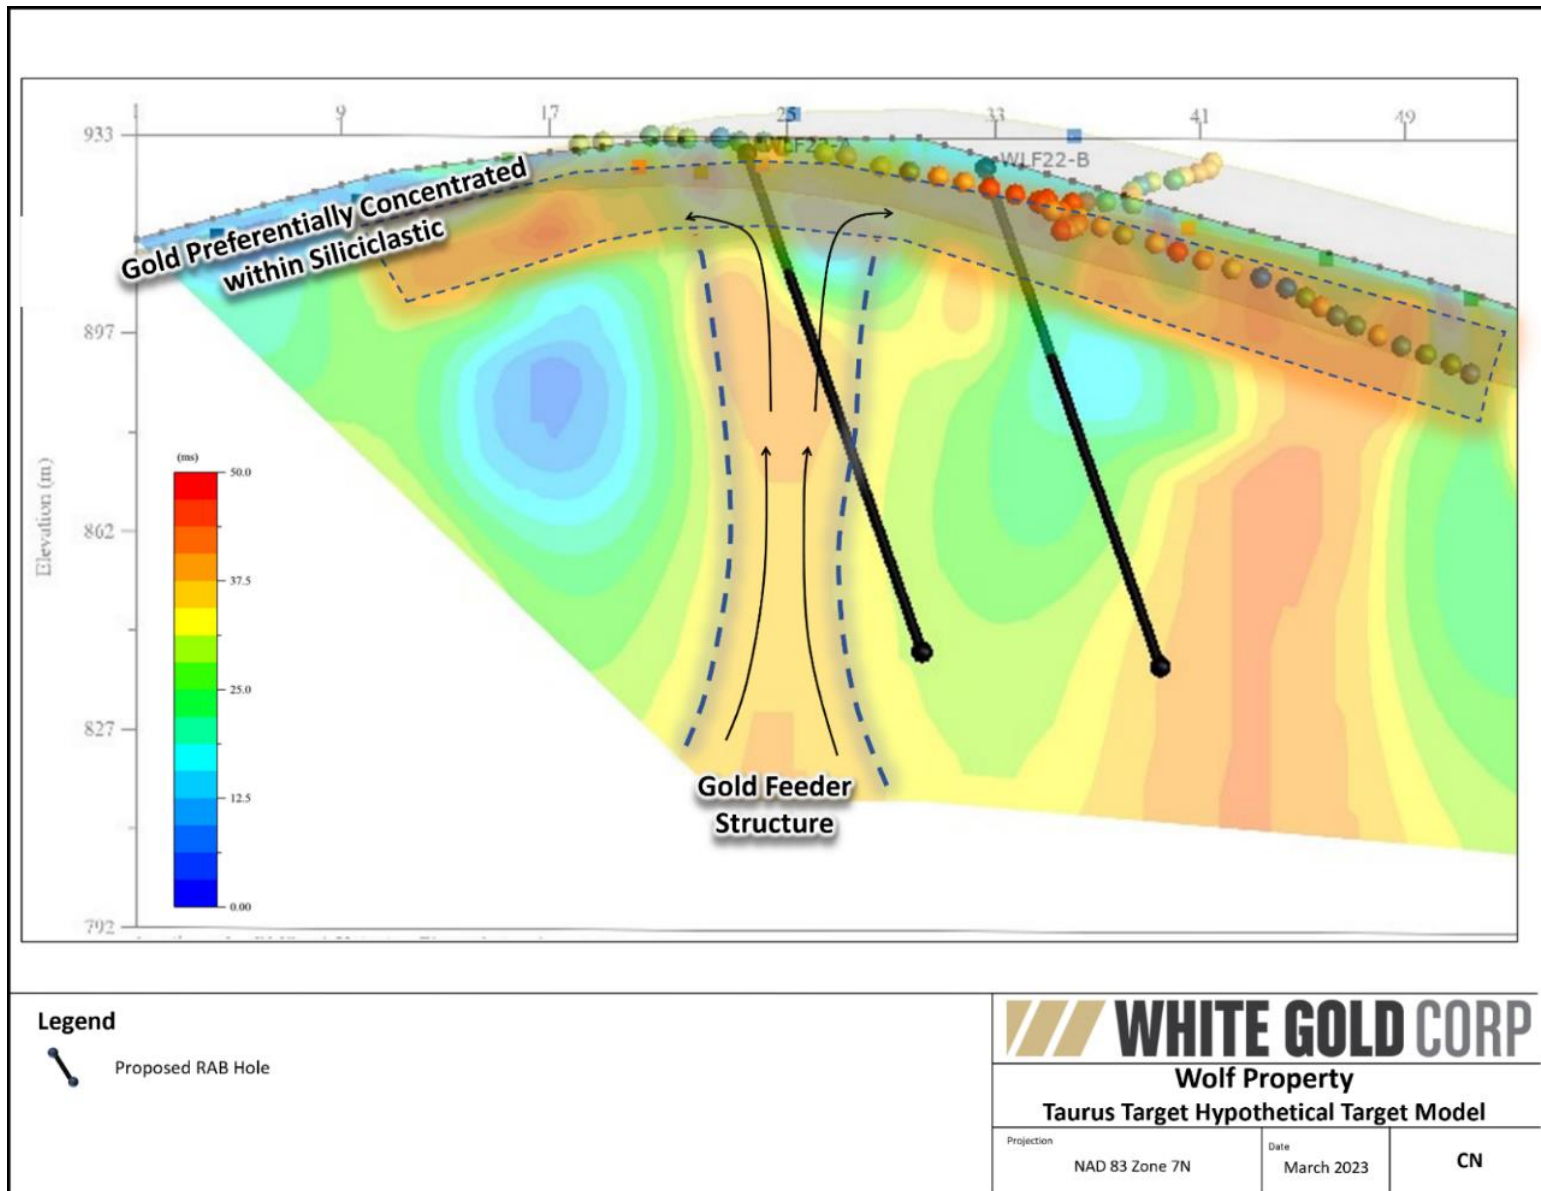 1 9 17 25 33 41 49
933
WLF22-A
WLF22-B
Gold Preferentially Concentrated
within Siliciclastic
897
(ms)
50.0
Elevation (m)
862
37.5
25.0
827
12.5
Gold Feeder
Structure
0.00
792
Legend
Proposed RAB Hole
WHITE GOLD CORP
Wolf Property
Taurus Target Hypothetical Target Model
Projection
NAD 83 Zone 7N
Date
March 2023
CN